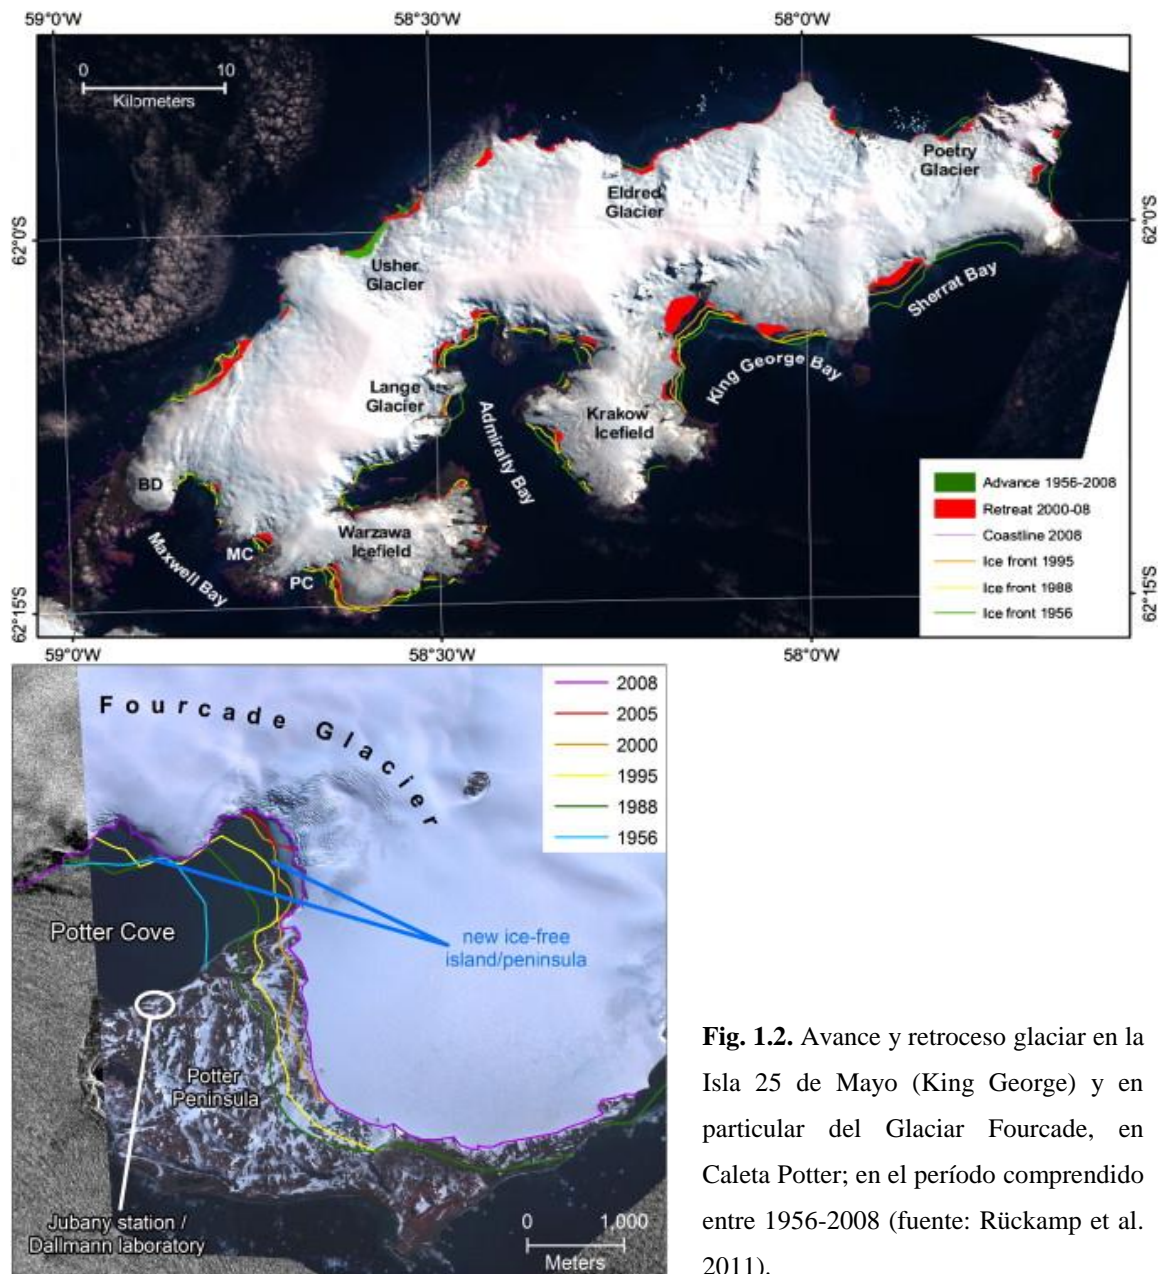 59°0'W 58°30'W 58°0'W
0 10
Kilometers
Poetry
Glacier
Eldred
Glacier
62°0'S
62°0'S
Usher
Glacier
Sherrat Bay
King George Bay
Lange
Glacier
Admiralty Bay
Krakow
Icefield
BD
Warzawa
Icefield
MC
PC
Maxwell Bay
Advance 1956-2008
Retreat 2000-08
Coastline 2008
Ice front 1995
Ice front 1988
Ice front 1956
62°15'S
62°15'S
59°0'W 58°30'W 58°0'W
Fourcade Glacier
2008
2005
2000
1995
1988
1956
Potter Cove
new ice-free
island/peninsula
Potter
Peninsula
Jubany station /
Dallmann laboratory
0 1,000
Meters
Fig. 1.2. Avance y retroceso glaciar en la
Isla 25 de Mayo (King George) y en
particular del Glaciar Fourcade, en
Caleta Potter; en el período comprendido
entre 1956-2008 (fuente: Rückamp et al.
2011).